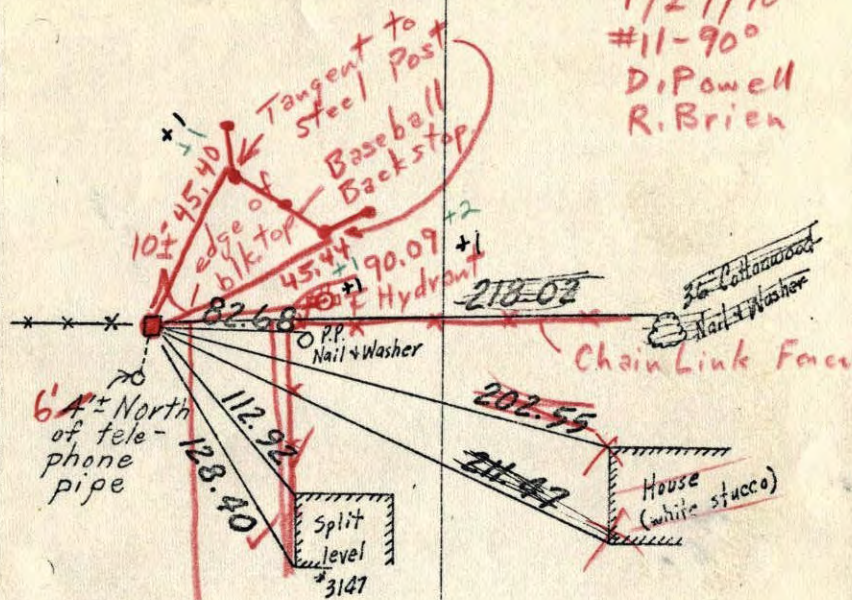 #11-90°
D. Powell
R. Brien
Tangent to
steel Post
Baseball
Backstop
x 1
45.40
10±
edge of
blk. top
45.44
+1
90.09
+2
+1
+1
Hydrant
82.68
218.02
36" Cottonwood
Nail & Washer
P.P.
Nail & Washer
Chain Link Fence
6' 4'± North
of tele-
phone
pipe
112.92
128.40
202.55
211.47
House
(white stucco)
Split
level
#3147